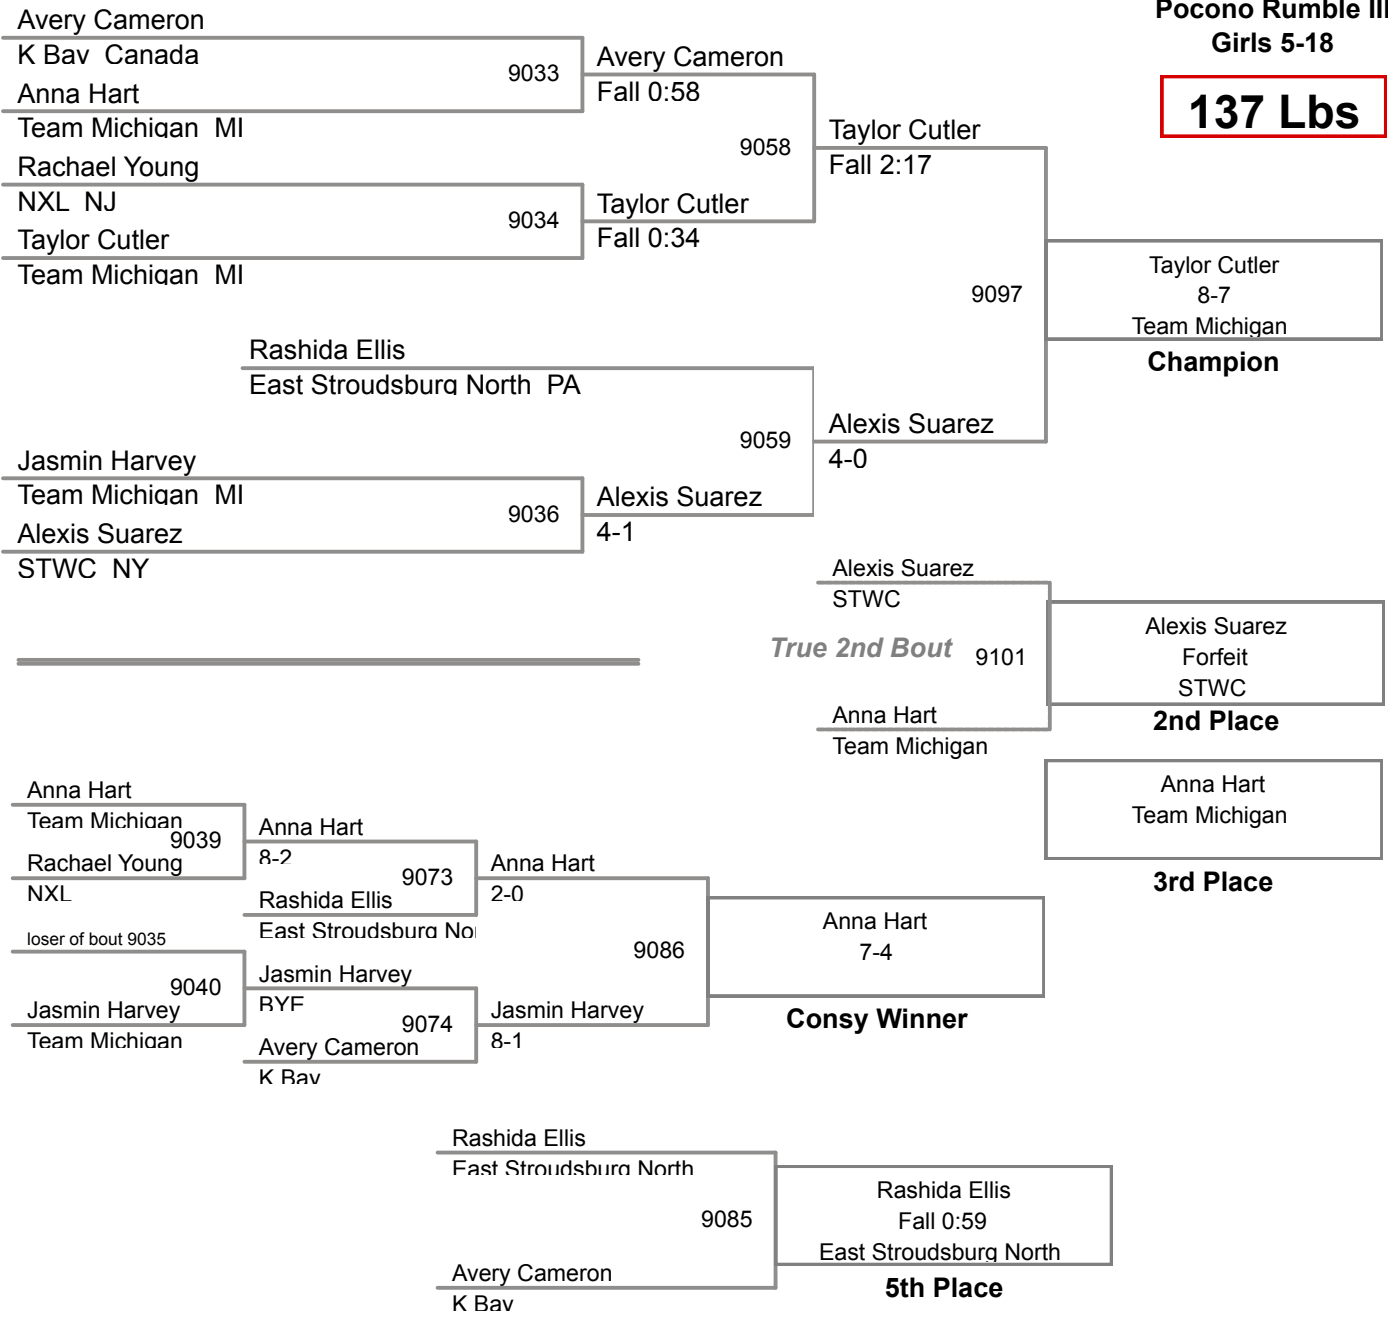 Pocono Rumble III
Girls 5-18
137 Lbs
Avery Cameron
K Bay Canada
9033
Anna Hart
Team Michigan MI
Avery Cameron
Fall 0:58
Rachael Young
NXL NJ
9034
Taylor Cutler
Team Michigan MI
Taylor Cutler
Fall 0:34
9058
Taylor Cutler
Fall 2:17
Rashida Ellis
East Stroudsburg North PA
9059
Jasmin Harvey
Team Michigan MI
9036
Alexis Suarez
STWC NY
Alexis Suarez
4-1
Alexis Suarez
4-0
9097
Taylor Cutler
8-7
Team Michigan
Champion
Alexis Suarez
STWC
True 2nd Bout
9101
Anna Hart
Team Michigan
Alexis Suarez
Forfeit
STWC
2nd Place
Anna Hart
Team Michigan
3rd Place
Anna Hart
Team Michigan
9039
Rachael Young
NXL
Anna Hart
8-2
9073
Rashida Ellis
East Stroudsburg Nor
Anna Hart
2-0
loser of bout 9035
9040
Jasmin Harvey
Team Michigan
Jasmin Harvey
BYE
9074
Avery Cameron
K Bay
Jasmin Harvey
8-1
9086
Anna Hart
7-4
Consy Winner
Rashida Ellis
East Stroudsburg North
9085
Avery Cameron
K Bay
Rashida Ellis
Fall 0:59
East Stroudsburg North
5th Place